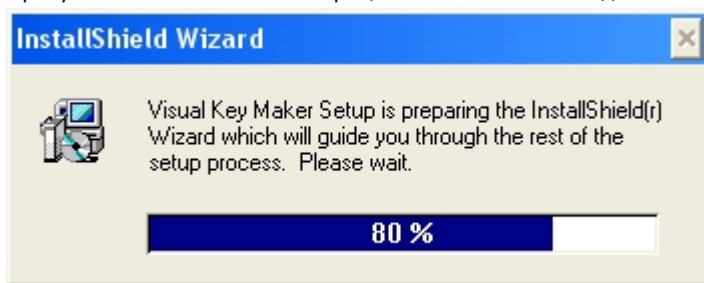 InstallShield Wizard
Visual Key Maker Setup is preparing the InstallShield(r)
Wizard which will guide you through the rest of the
setup process. Please wait.
80 %